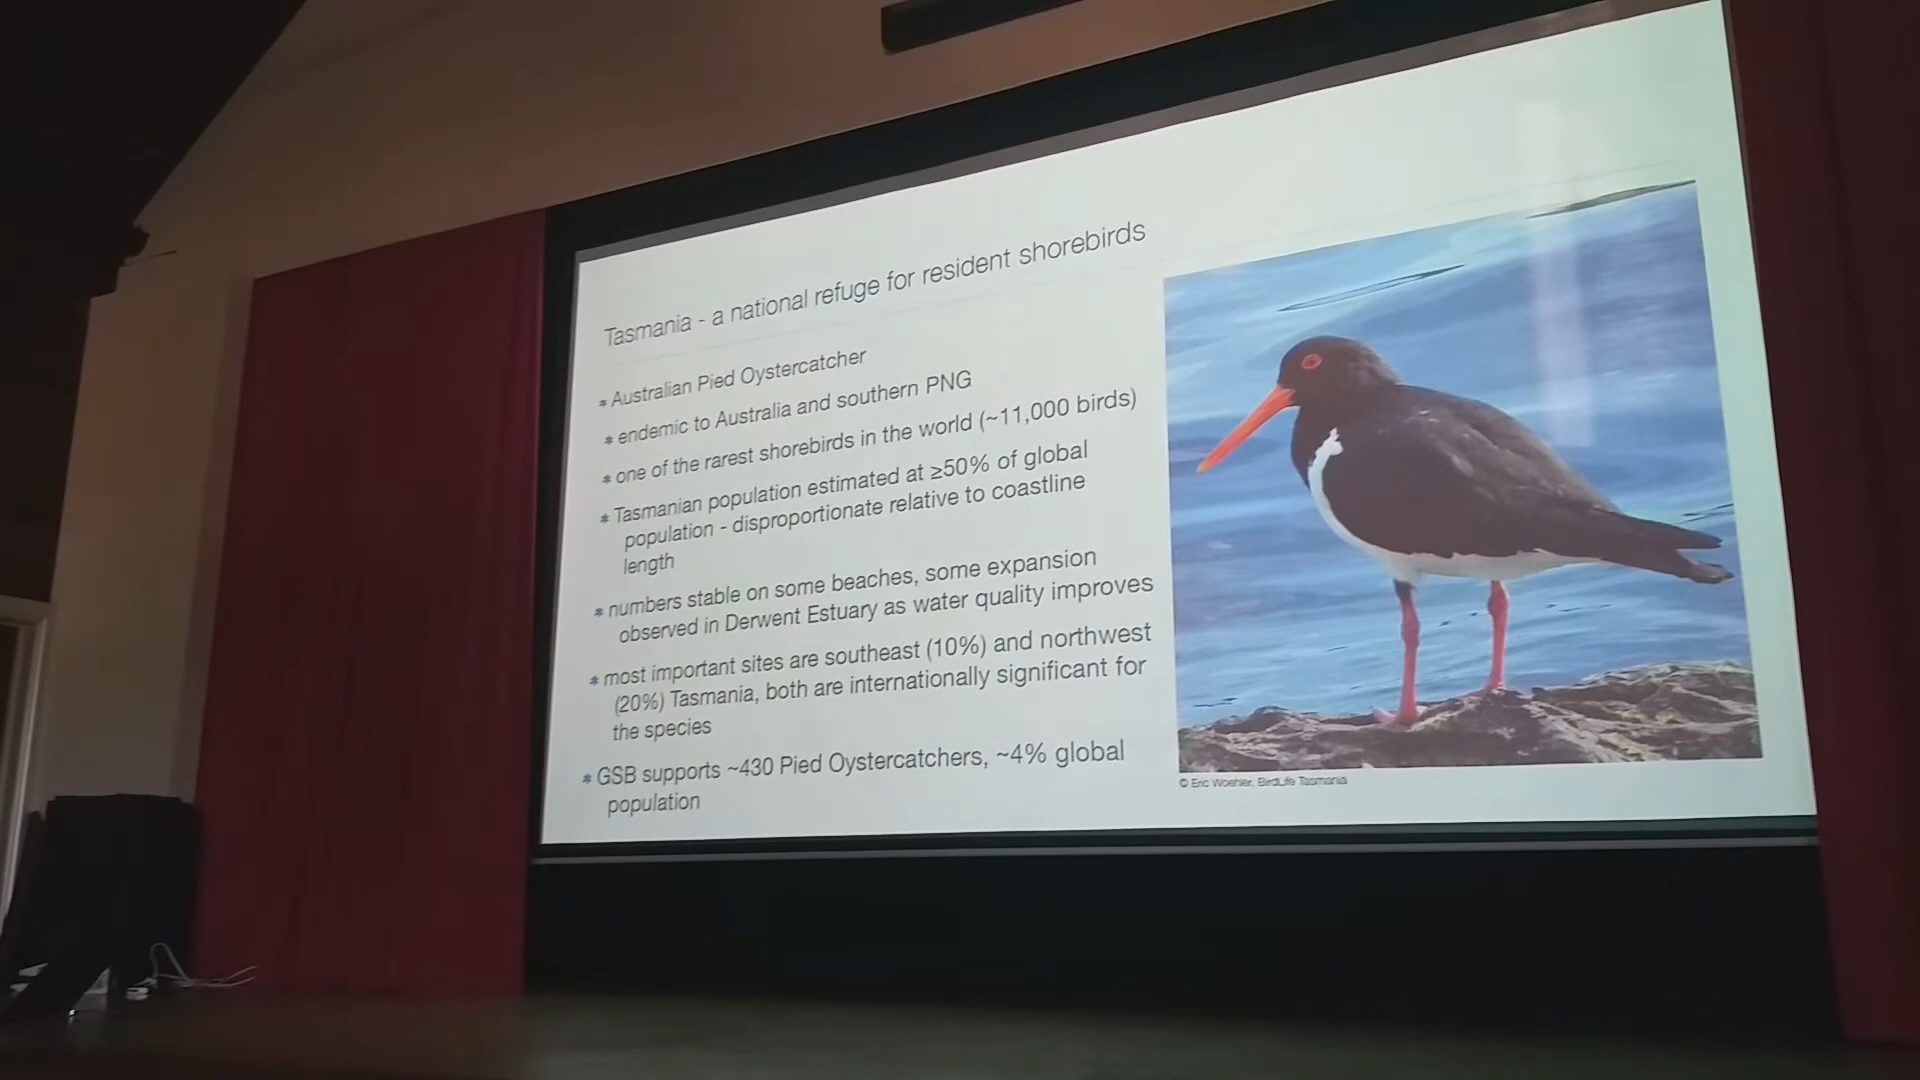 Tasmania - a national refuge for resident shorebirds
* Australian Pied Oystercatcher
* endemic to Australia and southern PNG
* one of the rarest shorebirds in the world (~11,000 birds)
* Tasmanian population estimated at ≥50% of global
population - disproportionate relative to coastline
length
* numbers stable on some beaches, some expansion
observed in Derwent Estuary as water quality improves
* most important sites are southeast (10%) and northwest
(20%) Tasmania, both are internationally significant for
the species
* GSB supports ~430 Pied Oystercatchers, ~4% global
population
© Eric Woehler, BirdLife Tasmania